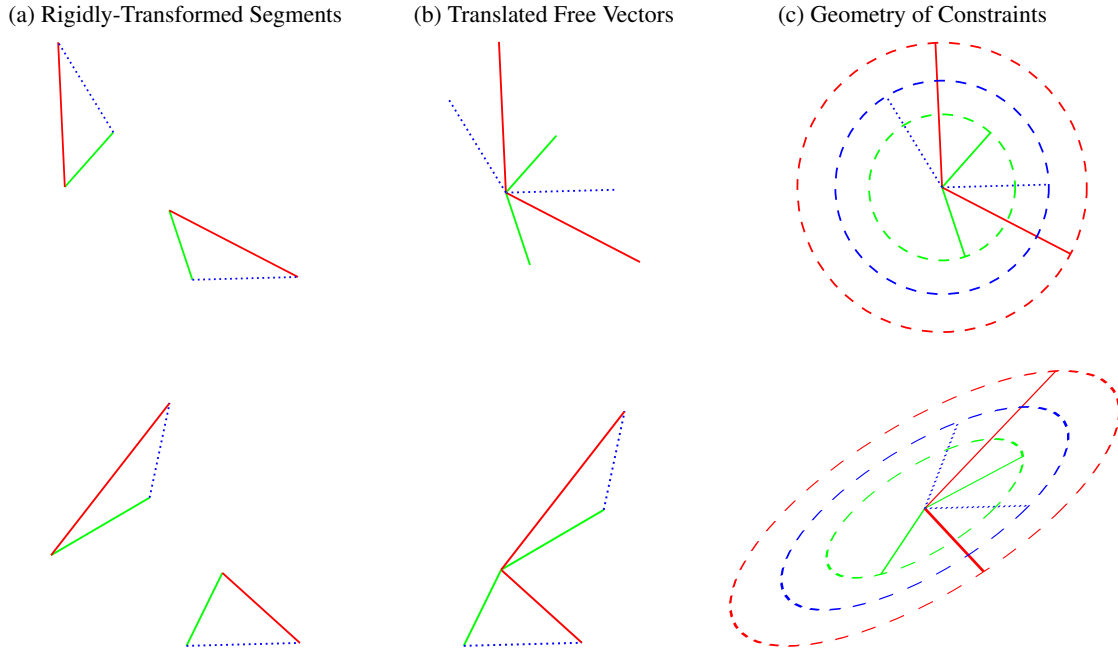 (a) Rigidly-Transformed Segments
(b) Translated Free Vectors
(c) Geometry of Constraints